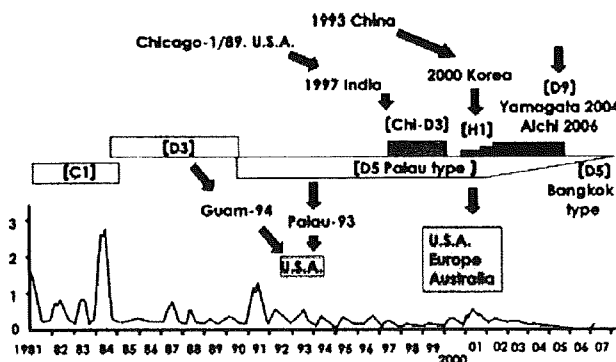 1993 China
Chicago-1/89. U.S.A.
1997 India
2000 Korea
[D9]
Yamagata 2004
Aichi 2006
[Chi-D3]
[H1]
[D3]
[D5 Palau type]
[C1]
[D5]
Bangkok
type
Guam-94
Palau-93
U.S.A.
U.S.A.
Europe
Australia
3
2
1
0
1981 82 83 84 85 86 87 88 89 90 91 92 93 94 95 96 97 98 99 01 02 03 04 05 06 07
2000